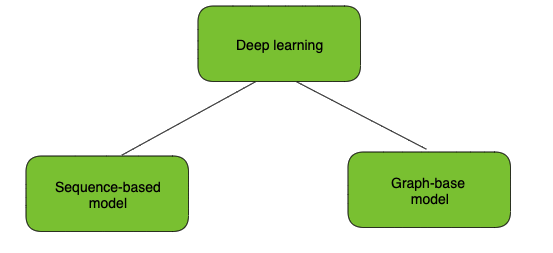 Deep learning
Sequence-based
model
Graph-base
model